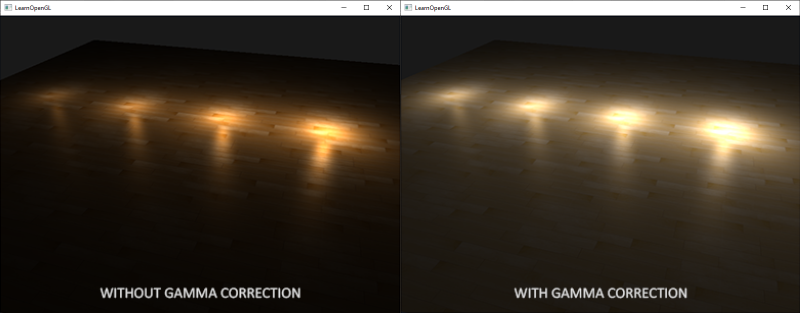 LearnOpenGL
LearnOpenGL
WITHOUT GAMMA CORRECTION
WITH GAMMA CORRECTION